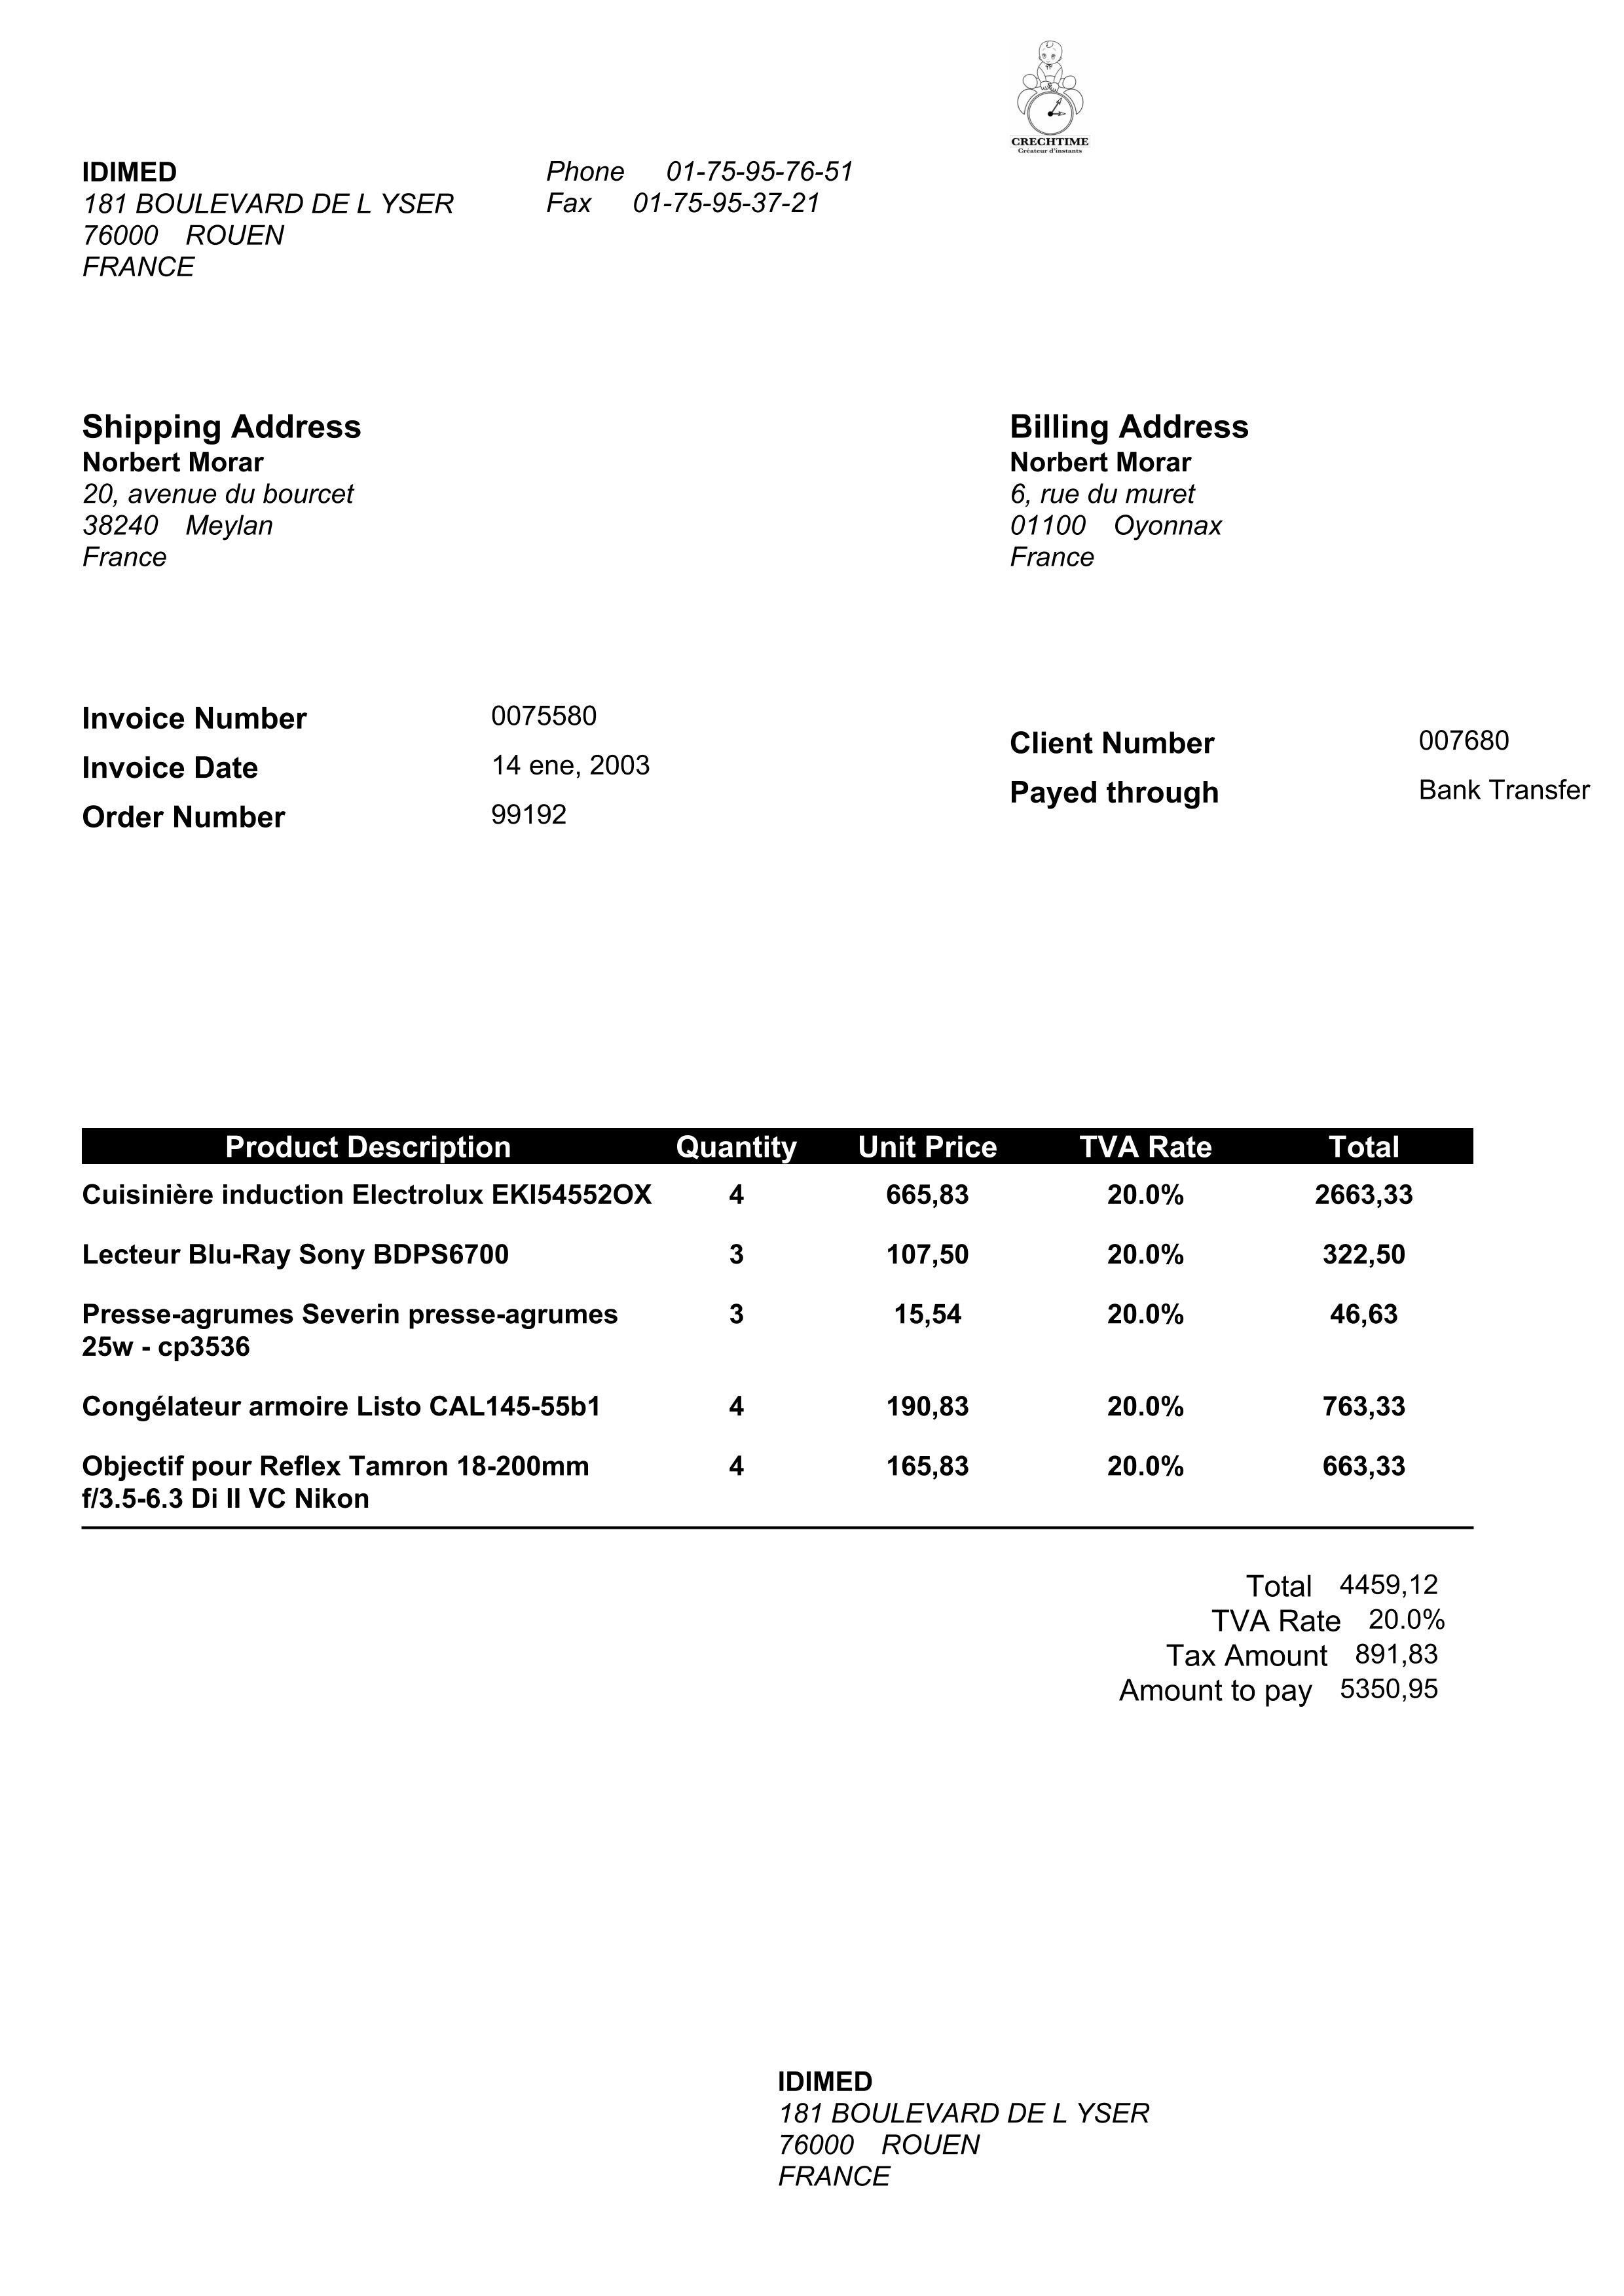 CRECHTIME
Créateur d'instants
IDIMED
181 BOULEVARD DE L YSER
76000 ROUEN
FRANCE
Phone 01-75-95-76-51
Fax 01-75-95-37-21
Shipping Address
Norbert Morar
20, avenue du bourcet
38240 Meylan
France
Billing Address
Norbert Morar
6, rue du muret
01100 Oyonnax
France
Invoice Number 0075580
Invoice Date 14 ene, 2003
Order Number 99192
Client Number 007680
Payed through Bank Transfer
Product Description Quantity Unit Price TVA Rate Total
Cuisinière induction Electrolux EKI54552OX 4 665,83 20.0% 2663,33
Lecteur Blu-Ray Sony BDPS6700 3 107,50 20.0% 322,50
Presse-agrumes Severin presse-agrumes 3 15,54 20.0% 46,63
25w - cp3536
Congélateur armoire Listo CAL145-55b1 4 190,83 20.0% 763,33
Objectif pour Reflex Tamron 18-200mm 4 165,83 20.0% 663,33
f/3.5-6.3 Di II VC Nikon
Total 4459,12
TVA Rate 20.0%
Tax Amount 891,83
Amount to pay 5350,95
IDIMED
181 BOULEVARD DE L YSER
76000 ROUEN
FRANCE